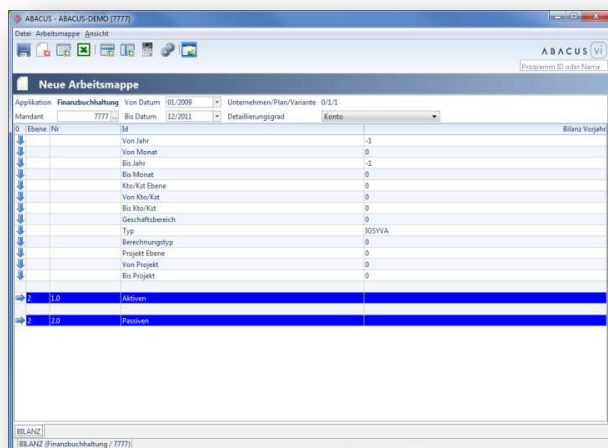 ABACUS - ABACUS-DEMO [7777]
Datei Arbeitsmappe Ansicht
ABACUS vi
Programm ID oder Name
Neue Arbeitsmappe
Applikation Finanzbuchhaltung Von Datum 01/2009 Unternehmen/Plan/Variante 0/1/1
Mandant 7777 ... Bis Datum 12/2011 Detaillierungsgrad Konto
0 Ebene Nr Id Bilanz Vorjahr
Von Jahr -1
Von Monat 0
Bis Jahr -1
Bis Monat 0
Kto/Kst Ebene 0
Von Kto/Kst 0
Bis Kto/Kst 0
Geschäftsbereich 0
Typ IGSYVA
Berechnungstyp 0
Projekt Ebene 0
Von Projekt 0
Bis Projekt 0
2 1.0 Aktiven
2 2.0 Passiven
BILANZ
BILANZ (Finanzbuchhaltung / 7777)